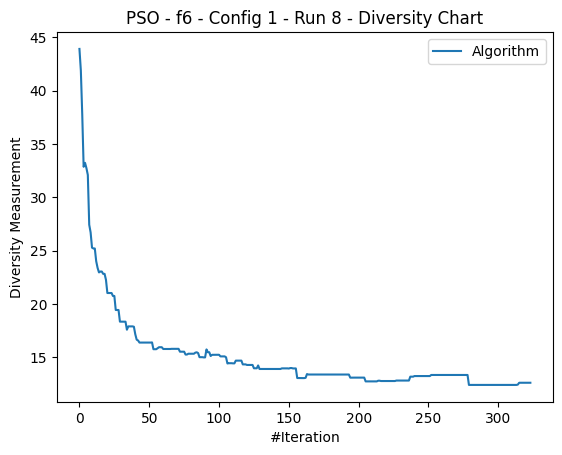 PSO - f6 - Config 1 - Run 8 - Diversity Chart
Algorithm
Diversity Measurement
45
40
35
30
25
20
15
0 50 100 150 200 250 300
#Iteration